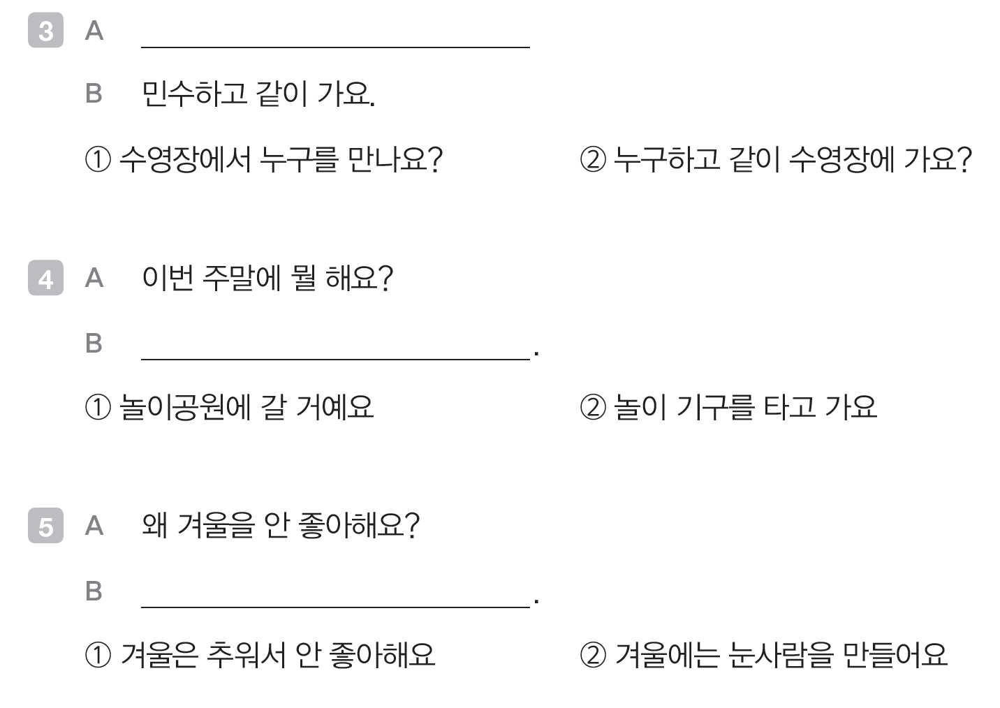 3 A
B 민수하고 같이 가요.
① 수영장에서 누구를 만나요? ② 누구하고 같이 수영장에 가요?
4 A 이번 주말에 뭘 해요?
B .
① 놀이공원에 갈 거예요 ② 놀이 기구를 타고 가요
5 A 왜 겨울을 안 좋아해요?
B .
① 겨울은 추워서 안 좋아해요 ② 겨울에는 눈사람을 만들어요